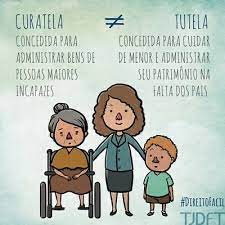 CURATELA ≠ TUTELA
CONCEDIDA PARA
ADMINISTRAR BENS DE
PESSOAS MAIORES
INCAPAZES
CONCEDIDA PARA CUIDAR
DE MENOR E ADMINISTRAR
SEU PATRIMÔNIO NA
FALTA DOS PAIS
#DIREITOFÁCIL
TJDFT